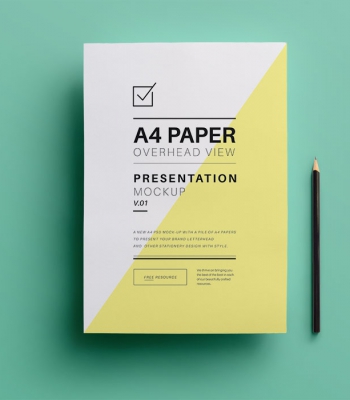 A4 PAPER
OVERHEAD VIEW
PRESENTATION
MOCKUP
V.01
A NEW A4 PSD MOCK-UP WITH A PILE OF A4 PAPERS
TO PRESENT YOUR BRAND LETTERHEAD
AND OTHER STATIONERY DESIGN WITH STYLE.
FREE RESOURCE